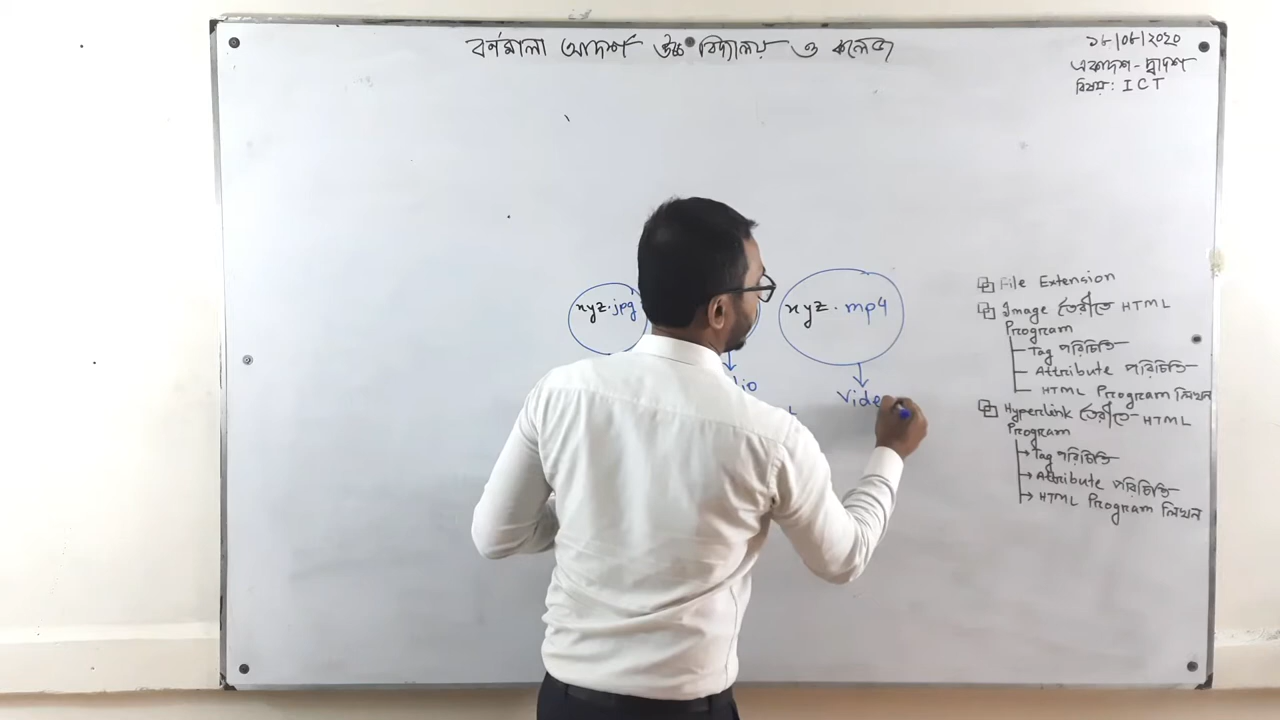 বর্ণমালা আদর্শ উচ্চ বিদ্যালয় ও কলেজ
১৮/০৮/২০২০
একাদশ-দ্বাদশ
বিষয়: ICT
xyz.jpg
xyz.mp4
dio
Vide
File Extension
Image তৈরীতে HTML
Program
Tag পরিচিতি
Attribute পরিচিতি
HTML Program লিখন
Hyperlink তৈরীতে HTML
Program
Tag পরিচিতি
Attribute পরিচিতি
HTML Program লিখন